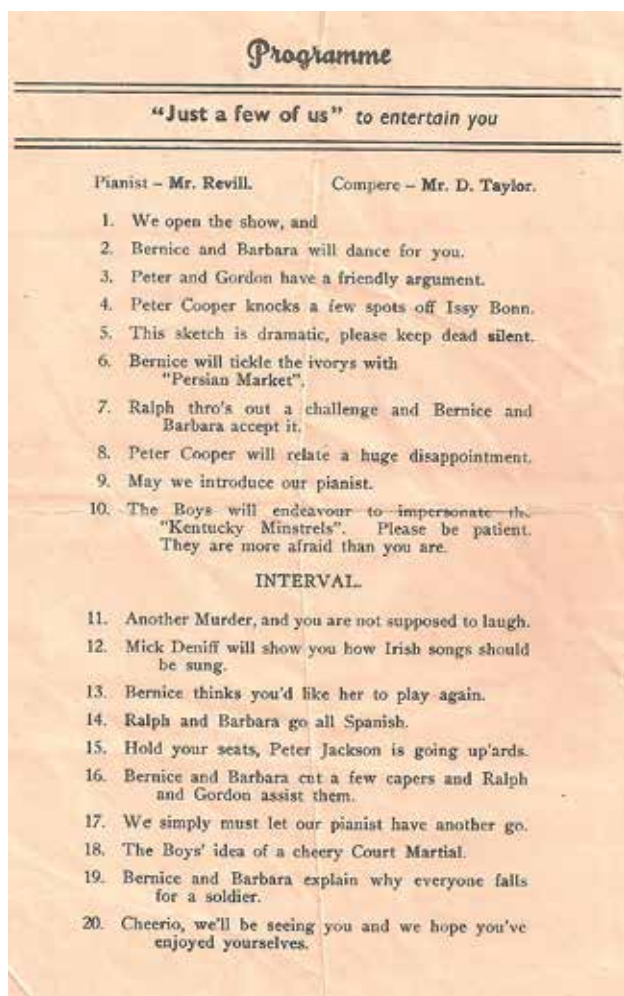 Programme
"Just a few of us" to entertain you
Pianist – Mr. Revill. Compere – Mr. D. Taylor.
1. We open the show, and
2. Bernice and Barbara will dance for you.
3. Peter and Gordon have a friendly argument.
4. Peter Cooper knocks a few spots off Issy Bonn.
5. This sketch is dramatic, please keep dead silent.
6. Bernice will tickle the ivorys with
"Persian Market".
7. Ralph thro's out a challenge and Bernice and
Barbara accept it.
8. Peter Cooper will relate a huge disappointment.
9. May we introduce our pianist.
10. The Boys will endeavour to impersonate the
"Kentucky Minstrels". Please be patient.
They are more afraid than you are.
INTERVAL.
11. Another Murder, and you are not supposed to laugh.
12. Mick Deniff will show you how Irish songs should
be sung.
13. Bernice thinks you'd like her to play again.
14. Ralph and Barbara go all Spanish.
15. Hold your seats, Peter Jackson is going up'ards.
16. Bernice and Barbara cut a few capers and Ralph
and Gordon assist them.
17. We simply must let our pianist have another go.
18. The Boys' idea of a cheery Court Martial.
19. Bernice and Barbara explain why everyone falls
for a soldier.
20. Cheerio, we'll be seeing you and we hope you've
enjoyed yourselves.